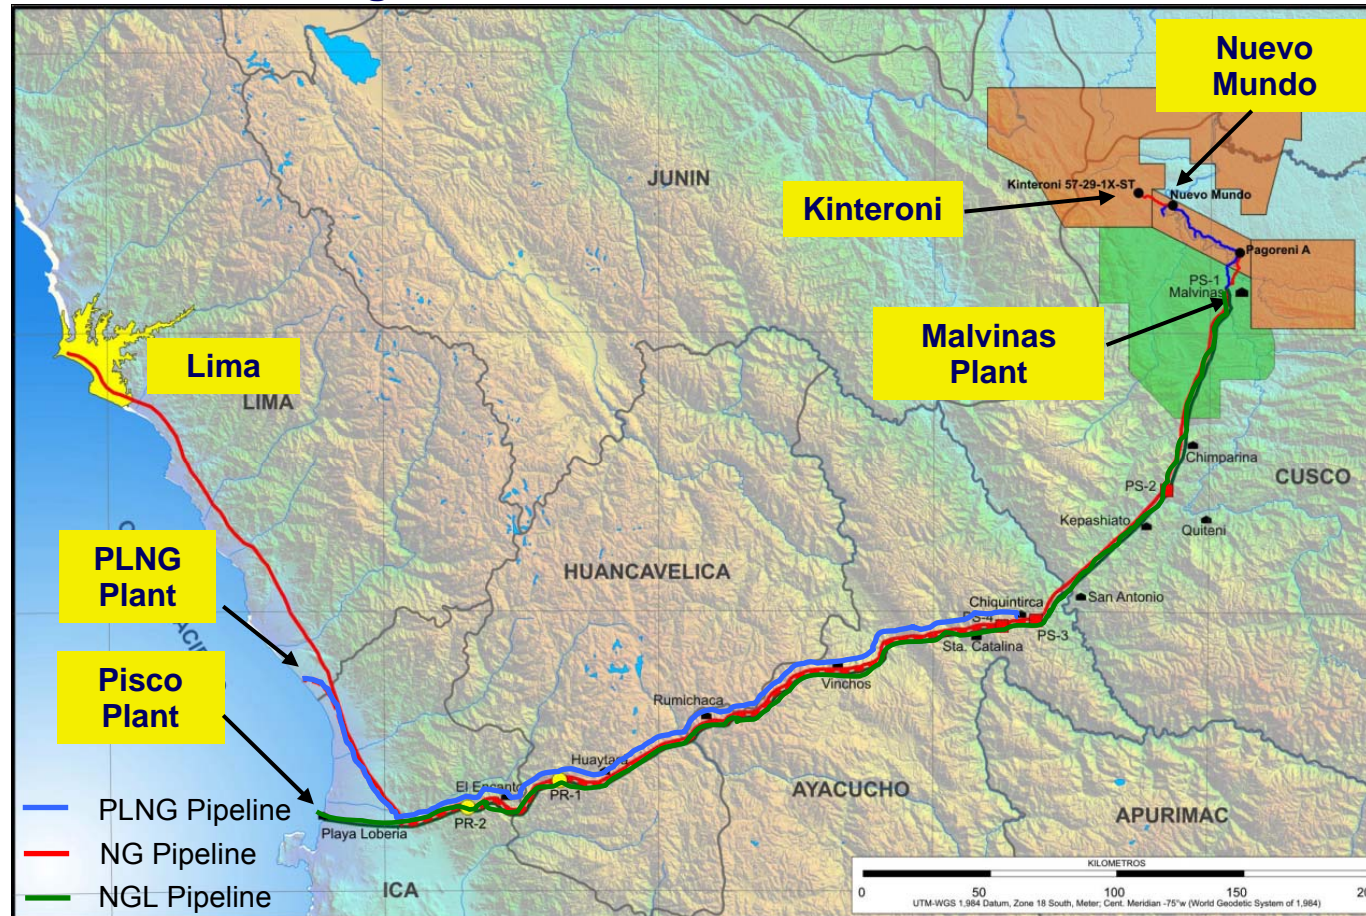 Nuevo
Mundo
JUNIN
Kinteroni 57-29-1X-ST
Nuevo Mundo
Kinteroni
Pagoreni A
PS-1
Malvinas
Malvinas
Plant
Lima
LIMA
Chimparina
CUSCO
PS-2
Kepashiato
Quiteni
PLNG
Plant
HUANCAVELICA
San Antonio
Chiquintirca
PS-3
Sta. Catalina
Pisco
Plant
Vinchos
Rumichaca
Huaytara
El Encanto
PR-1
AYACUCHO
PR-2
APURIMAC
Playa Loberia
PLNG Pipeline
NG Pipeline
NGL Pipeline
ICA
KILOMETROS
0 50 100 150
UTM-WGS 1,984 Datum, Zone 18 South, Meter; Cent. Meridian -75°w (World Geodetic System of 1,984)